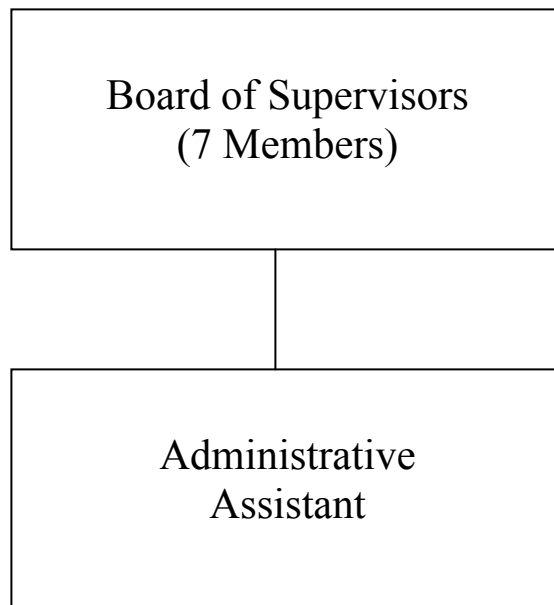 Board of Supervisors
(7 Members)
Administrative
Assistant